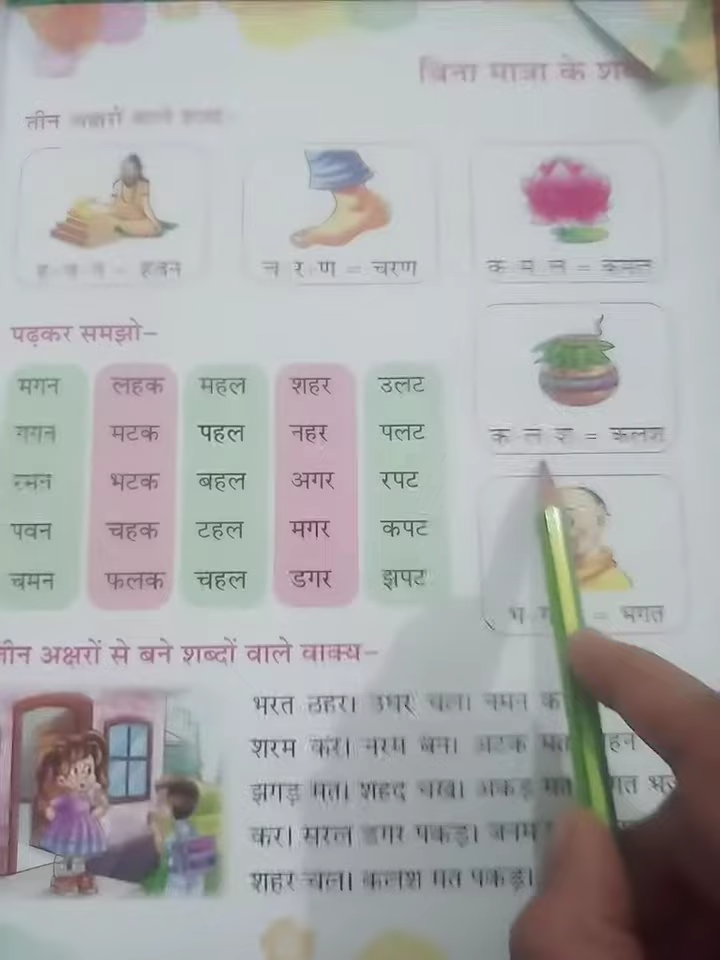 बिना मात्रा के
तीन अक्षरों वाले शब्द-
ह व न = हवन
च र ण = चरण
क म ल = कमल
क ल श = कलश
भ ग = भगत
पढ़कर समझो-
मगन लहक महल शहर उलट
गगन मटक पहल नहर पलट
भटक बहल अगर रपट
पवन चहक टहल मगर कपट
चमन फलक चहल डगर झपट
तीन अक्षरों से बने शब्दों वाले वाक्य-
भरत ठहर। उधर चल। नमन क
शरम कर। नरम बन। अटक मत
झगड़ मत। शहद चख। अकड़ मत
कर। सरल डगर पकड़। जनम
शहर चल। कलश मत पकड़।